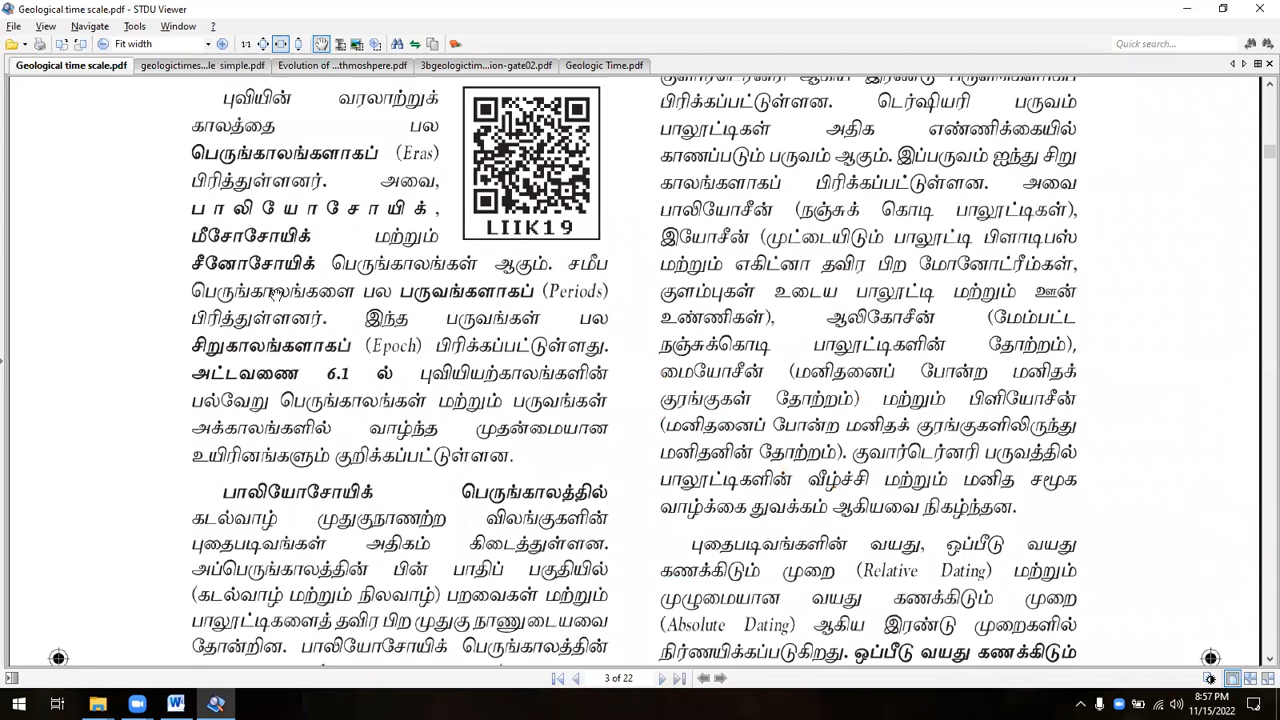 Geological time scale.pdf - STDU Viewer
File View Navigate Tools Window ?
Fit width
1:1
Quick search...
Geological time scale.pdf
geologictimes...le simple.pdf
Evolution of ...thmoshpere.pdf
3bgeologictim...ion-gate02.pdf
Geologic Time.pdf
புவியின் வரலாற்றுக்
காலத்தை பல
பெருங்காலங்களாகப் (Eras)
பிரித்துள்ளனர். அவை,
பாலியோசோயிக்,
மீசோசோயிக் மற்றும்
சீனோசோயிக் பெருங்காலங்கள் ஆகும். சமீப
பெருங்காலங்களை பல பருவங்களாகப் (Periods)
பிரித்துள்ளனர். இந்த பருவங்கள் பல
சிறுகாலங்களாகப் (Epoch) பிரிக்கப்பட்டுள்ளது.
அட்டவணை 6.1 ல் புவியியற்காலங்களின்
பல்வேறு பெருங்காலங்கள் மற்றும் பருவங்கள்
அக்காலங்களில் வாழ்ந்த முதன்மையான
உயிரினங்களும் குறிக்கப்பட்டுள்ளன.
பாலியோசோயிக் பெருங்காலத்தில்
கடல்வாழ் முதுகுநாணற்ற விலங்குகளின்
புதைபடிவங்கள் அதிகம் கிடைத்துள்ளன.
அப்பெருங்காலத்தின் பின் பாதிப் பகுதியில்
(கடல்வாழ் மற்றும் நிலவாழ்) பறவைகள் மற்றும்
பாலூட்டிகளைத் தவிர பிற முதுகு நாணுடையவை
தோன்றின. பாலியோசோயிக் பெருங்காலத்தின்
LIIK19
பிரிக்கப்பட்டுள்ளன. டெர்ஷியரி பருவம்
பாலூட்டிகள் அதிக எண்ணிக்கையில்
காணப்படும் பருவம் ஆகும். இப்பருவம் ஐந்து சிறு
காலங்களாகப் பிரிக்கப்பட்டுள்ளன. அவை
பாலியோசீன் (நஞ்சுக் கொடி பாலூட்டிகள்),
இயோசீன் (முட்டையிடும் பாலூட்டி பிளாடிபஸ்
மற்றும் எகிட்னா தவிர பிற மோனோட்ரீம்கள்,
குளம்புகள் உடைய பாலூட்டி மற்றும் ஊன்
உண்ணிகள்), ஆலிகோசீன் (மேம்பட்ட
நஞ்சுக்கொடி பாலூட்டிகளின் தோற்றம்),
மையோசீன் (மனிதனைப் போன்ற மனிதக்
குரங்குகள் தோற்றம்) மற்றும் பிளியோசீன்
(மனிதனைப் போன்ற மனிதக் குரங்குகளிலிருந்து
மனிதனின் தோற்றம்). குவார்டெர்னரி பருவத்தில்
பாலூட்டிகளின் வீழ்ச்சி மற்றும் மனித சமூக
வாழ்க்கை துவக்கம் ஆகியவை நிகழ்ந்தன.
புதைபடிவங்களின் வயது, ஒப்பீடு வயது
கணக்கிடும் முறை (Relative Dating) மற்றும்
முழுமையான வயது கணக்கிடும் முறை
(Absolute Dating) ஆகிய இரண்டு முறைகளில்
நிர்ணயிக்கப்படுகிறது. ஒப்பீடு வயது கணக்கிடும்
3 of 22
8:57 PM
11/15/2022